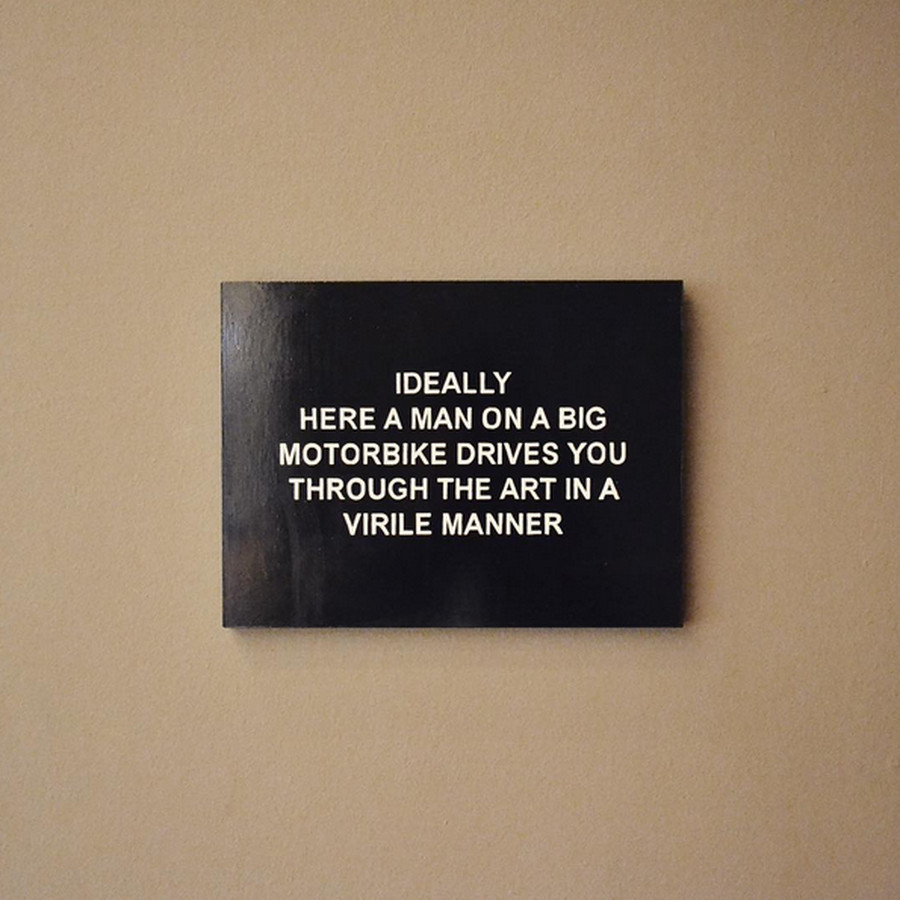 IDEALLY
HERE A MAN ON A BIG
MOTORBIKE DRIVES YOU
THROUGH THE ART IN A
VIRILE MANNER